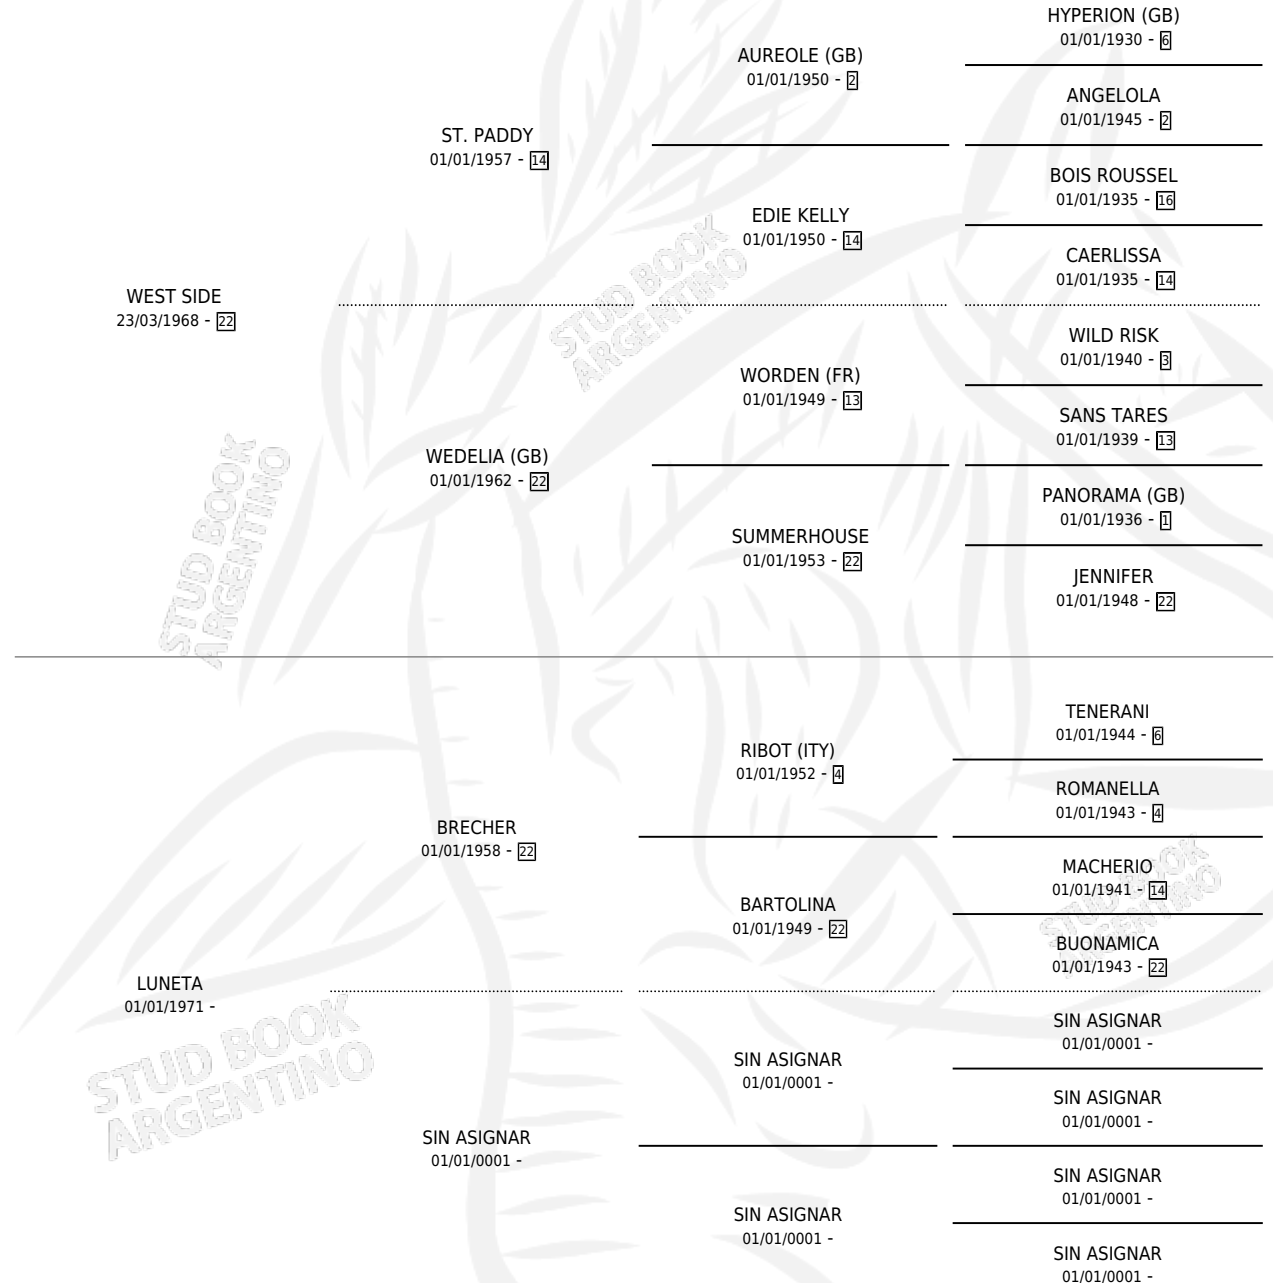 HYPERION (GB)
01/01/1930 - 6
AUREOLE (GB)
01/01/1950 - 2
ANGELOLA
01/01/1945 - 2
ST. PADDY
01/01/1957 - 14
BOIS ROUSSEL
01/01/1935 - 16
EDIE KELLY
01/01/1950 - 14
CAERLISSA
01/01/1935 - 14
WEST SIDE
23/03/1968 - 22
WILD RISK
01/01/1940 - 3
WORDEN (FR)
01/01/1949 - 13
SANS TARES
01/01/1939 - 13
WEDELIA (GB)
01/01/1962 - 22
PANORAMA (GB)
01/01/1936 - 1
SUMMERHOUSE
01/01/1953 - 22
JENNIFER
01/01/1948 - 22
TENERANI
01/01/1944 - 6
RIBOT (ITY)
01/01/1952 - 4
ROMANELLA
01/01/1943 - 4
BRECHER
01/01/1958 - 22
MACHERIO
01/01/1941 - 14
BARTOLINA
01/01/1949 - 22
BUONAMICA
01/01/1943 - 22
LUNETA
01/01/1971 -
SIN ASIGNAR
01/01/0001 -
SIN ASIGNAR
01/01/0001 -
SIN ASIGNAR
01/01/0001 -
SIN ASIGNAR
01/01/0001 -
SIN ASIGNAR
01/01/0001 -
SIN ASIGNAR
01/01/0001 -
SIN ASIGNAR
01/01/0001 -
STUD BOOK
ARGENTINO
STUD BOOK
ARGENTINO
STUD BOOK
ARGENTINO
STUD BOOK
ARGENTINO